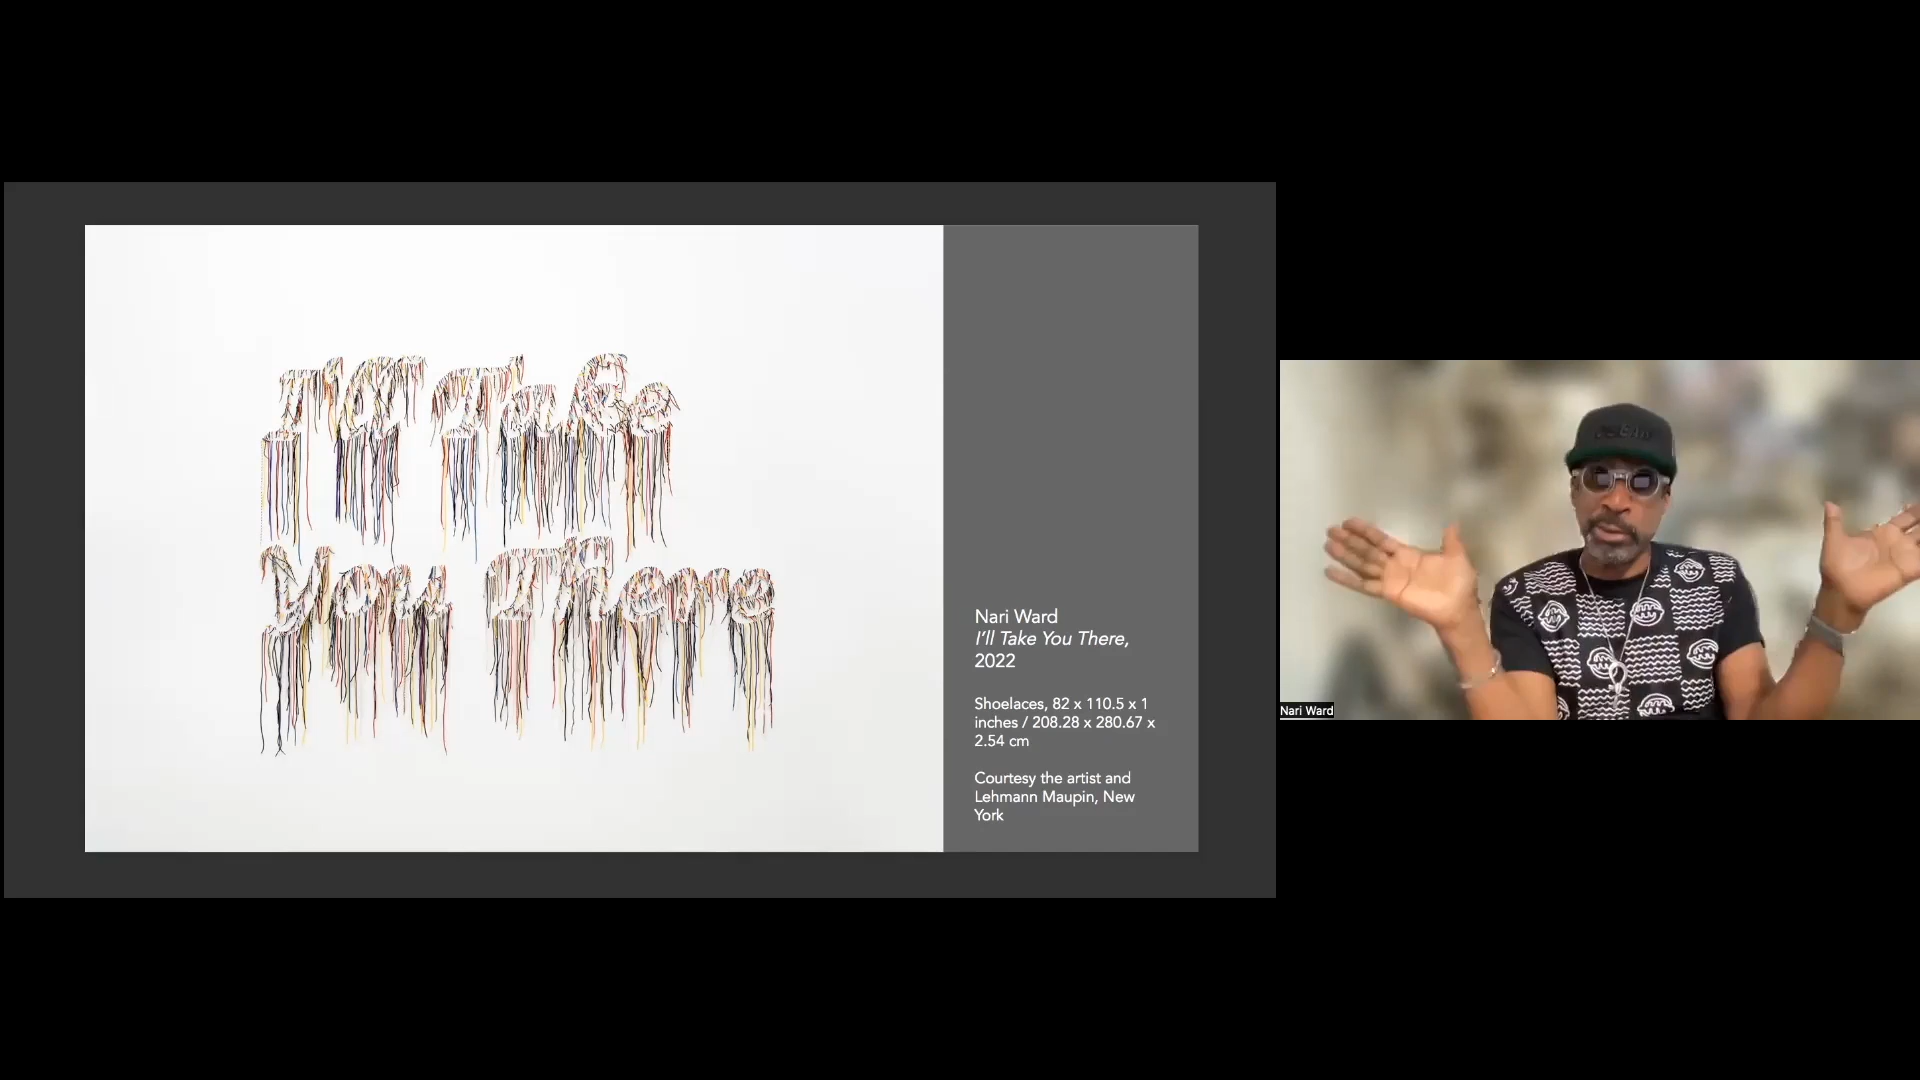 I'll Take
You There
Nari Ward
I'll Take You There,
2022
Shoelaces, 82 x 110.5 x 1
inches / 208.28 x 280.67 x
2.54 cm
Courtesy the artist and
Lehmann Maupin, New
York
Nari Ward